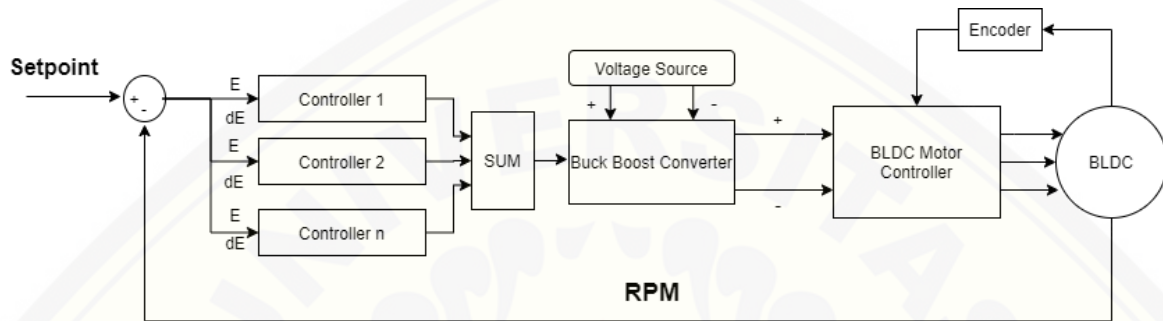 Encoder
Setpoint
Voltage Source
E
Controller 1
+
-
+
-
dE
+
E
Controller 2
SUM
Buck Boost Converter
BLDC Motor
Controller
BLDC
dE
-
E
Controller n
dE
RPM
UNIVERSITAS